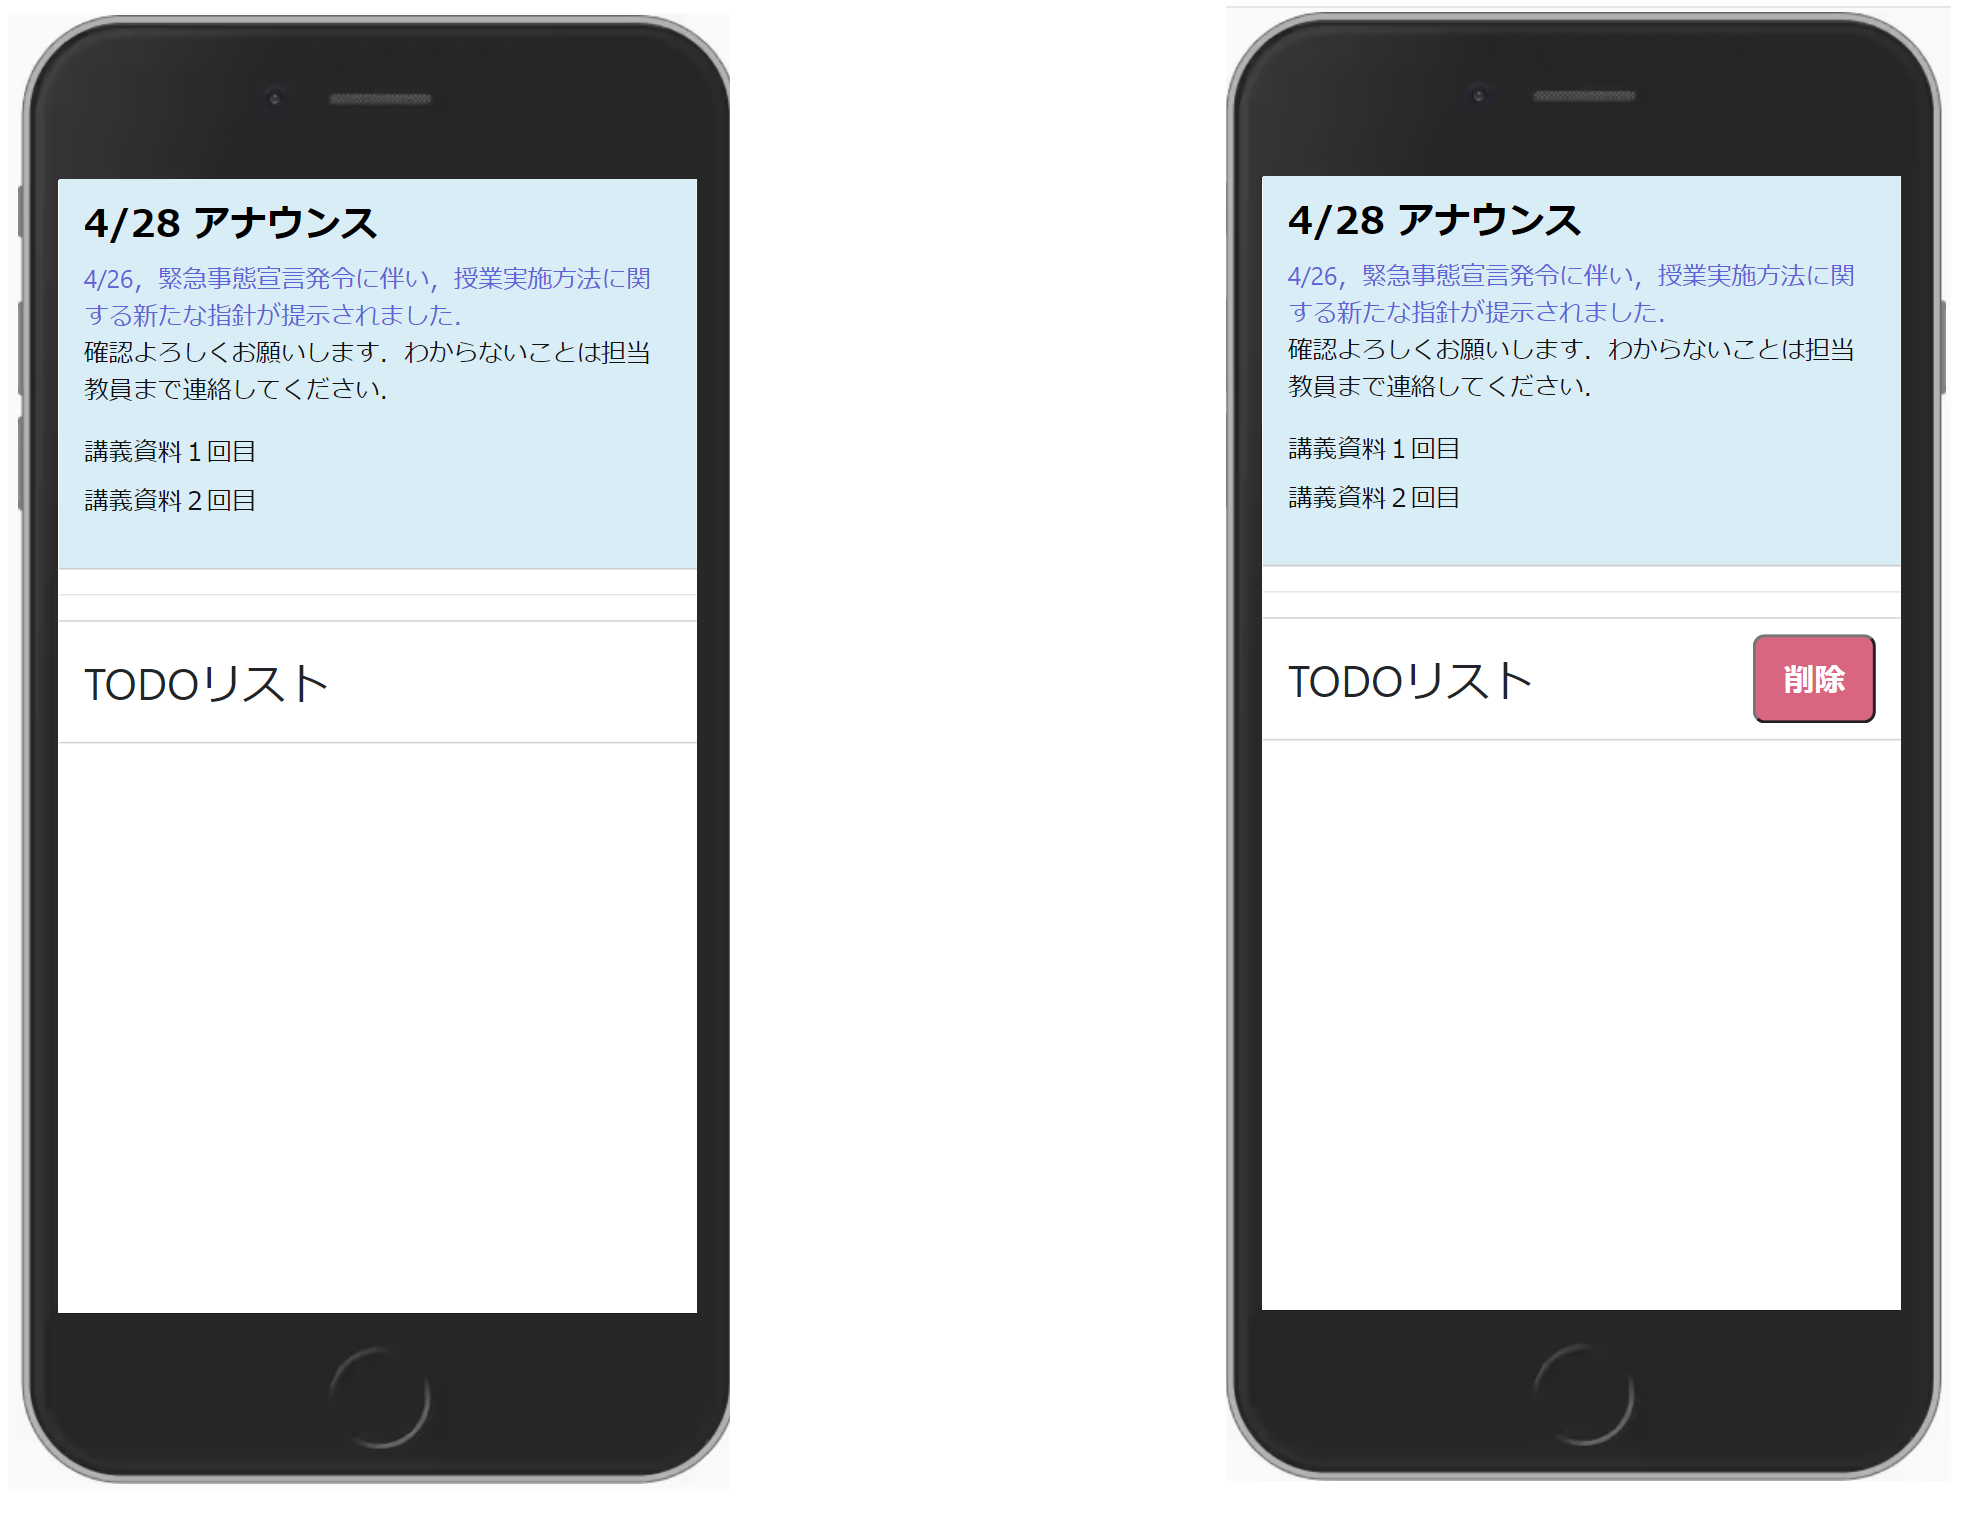 4/28 アナウンス
4/26，緊急事態宣言発令に伴い，授業実施方法に関
する新たな指針が提示されました．
確認よろしくお願いします．わからないことは担当
教員まで連絡してください．
講義資料１回目
講義資料２回目
TODOリスト
4/28 アナウンス
4/26，緊急事態宣言発令に伴い，授業実施方法に関
する新たな指針が提示されました．
確認よろしくお願いします．わからないことは担当
教員まで連絡してください．
講義資料１回目
講義資料２回目
TODOリスト
削除